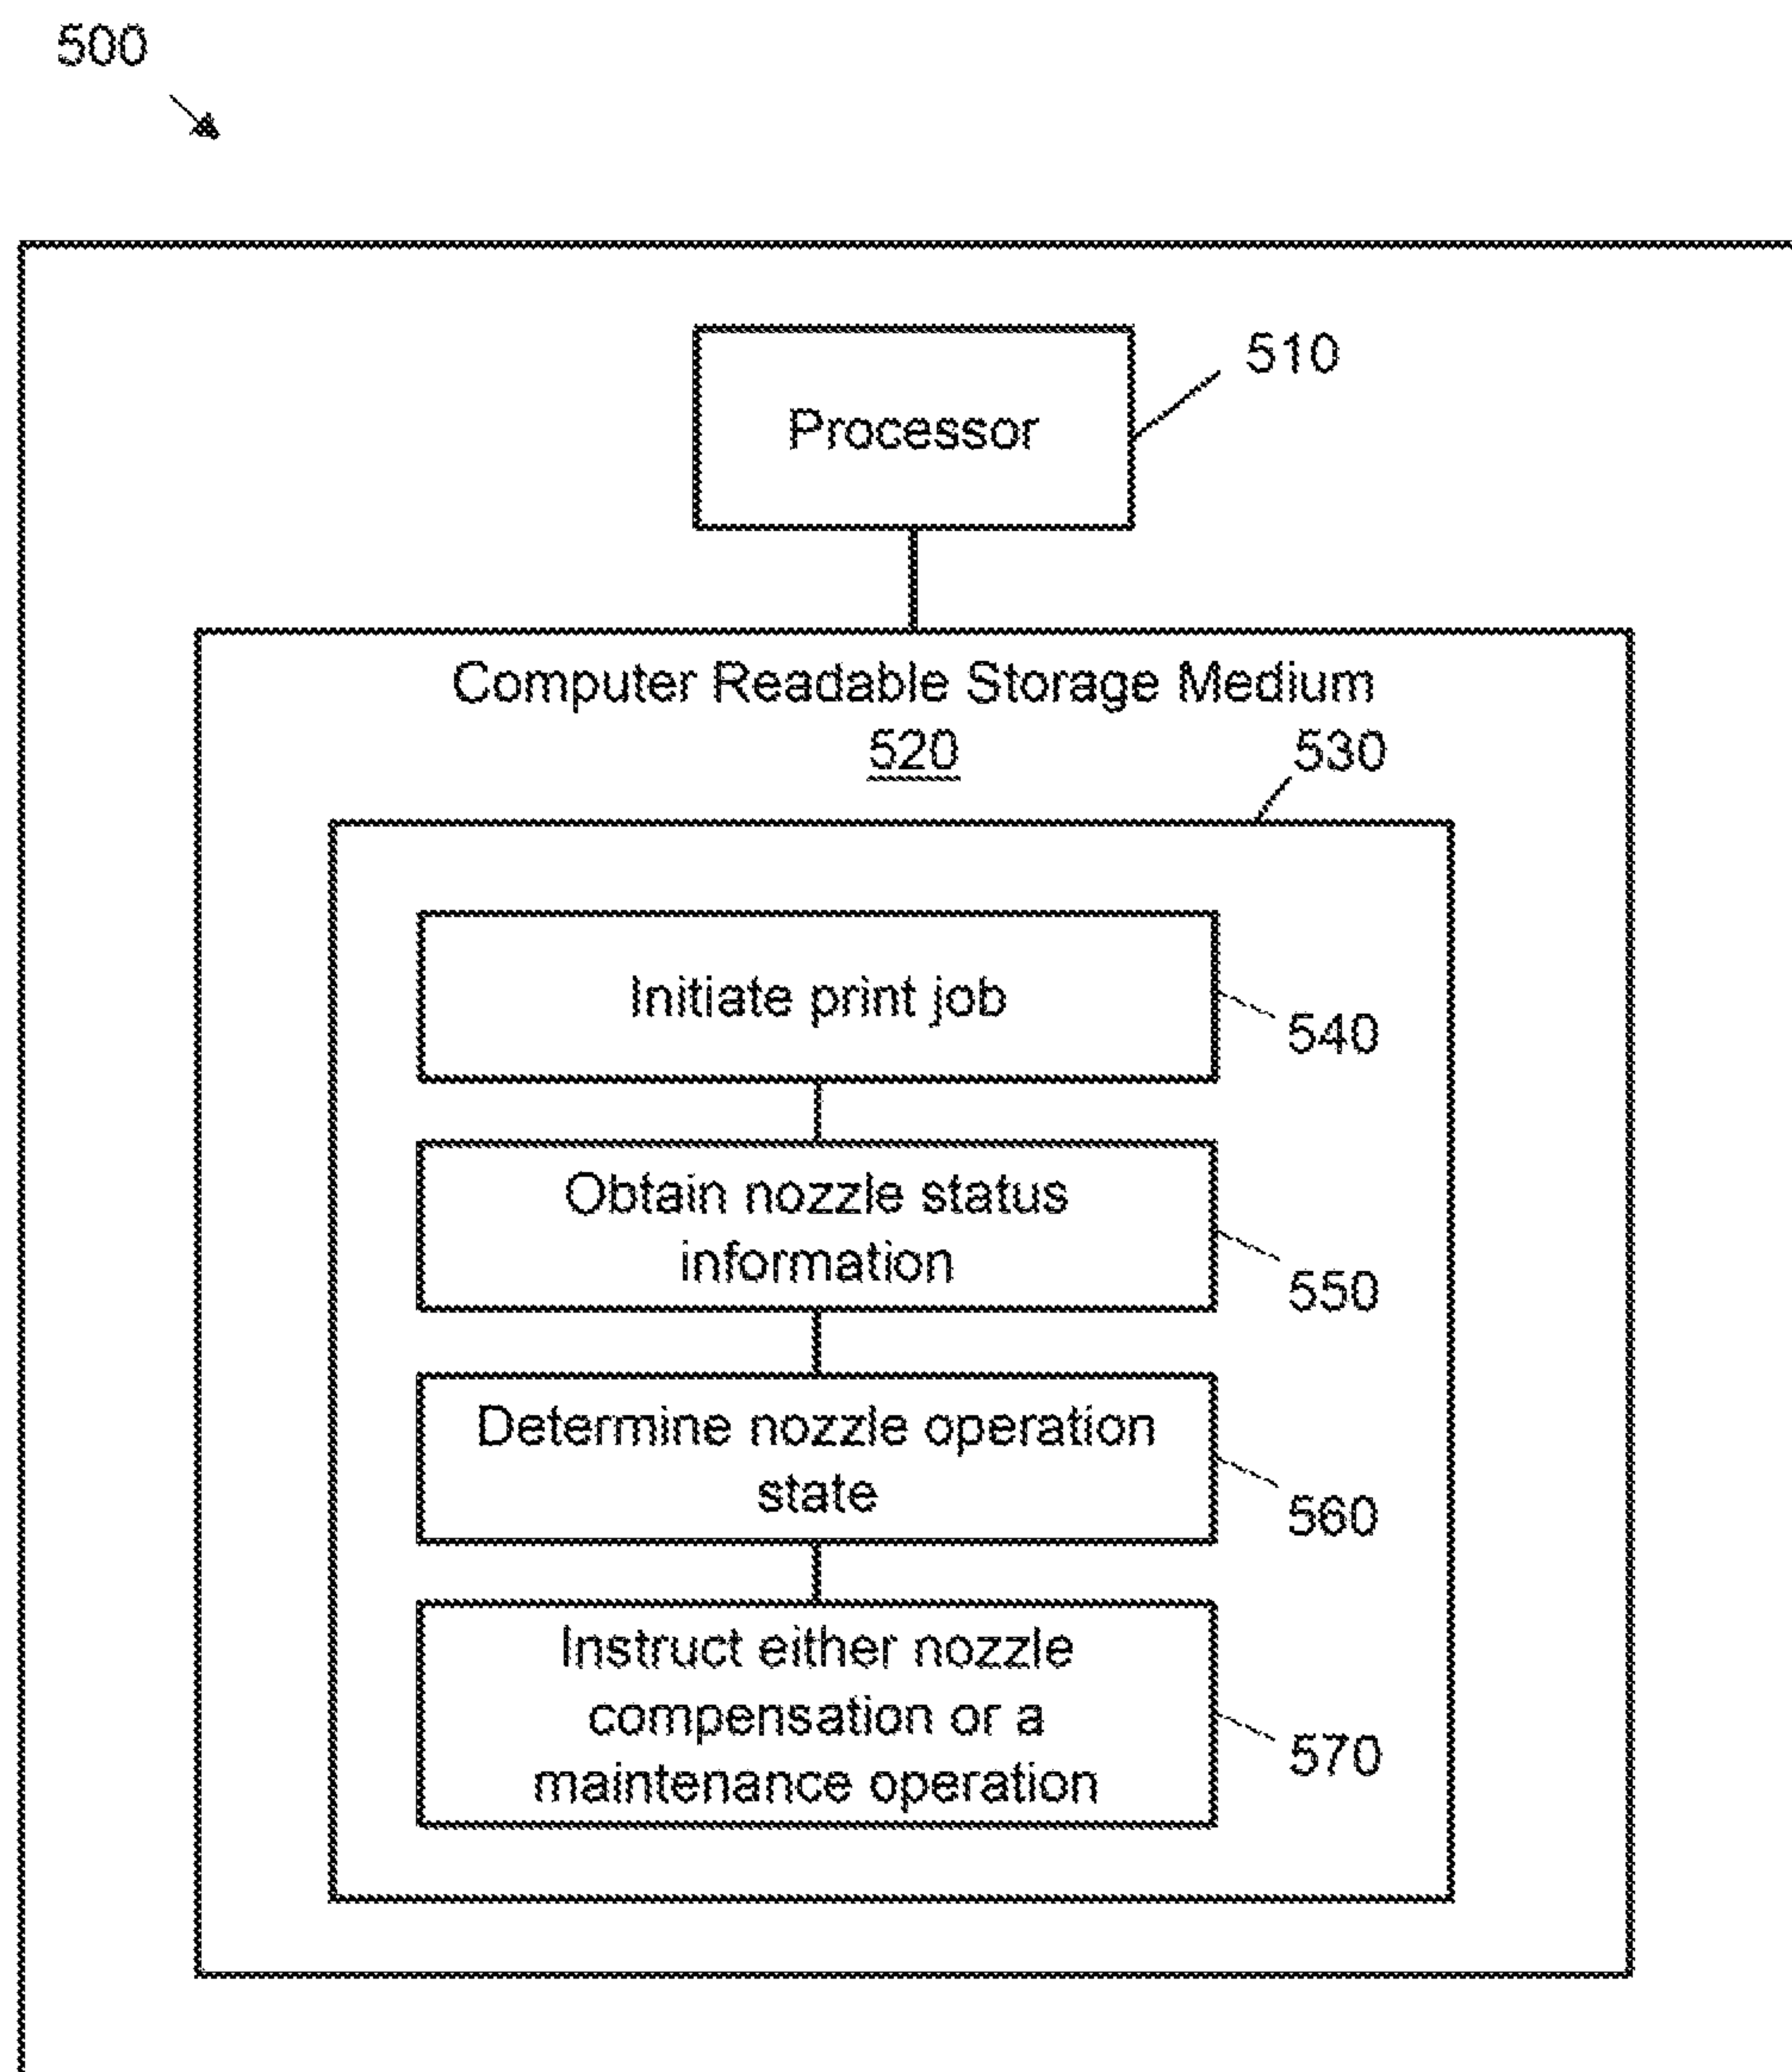 500
Processor
510
Computer Readable Storage Medium
520
530
Initiate print job
540
Obtain nozzle status
information
550
Determine nozzle operation
state
560
Instruct either nozzle
compensation or a
maintenance operation
570